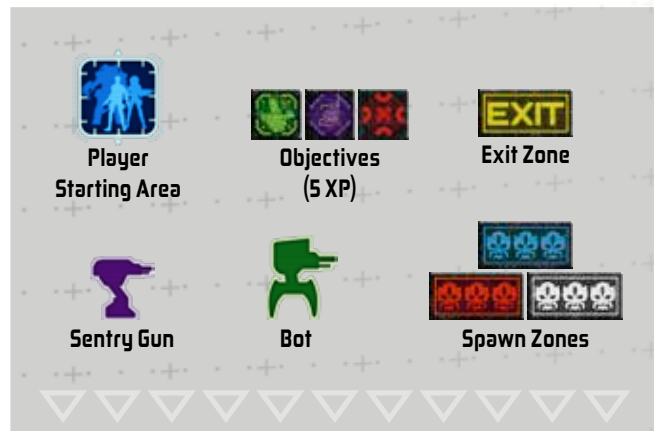 Player
Starting Area
Objectives
(5 XP)
EXIT
Exit Zone
Sentry Gun
Bot
Spawn Zones